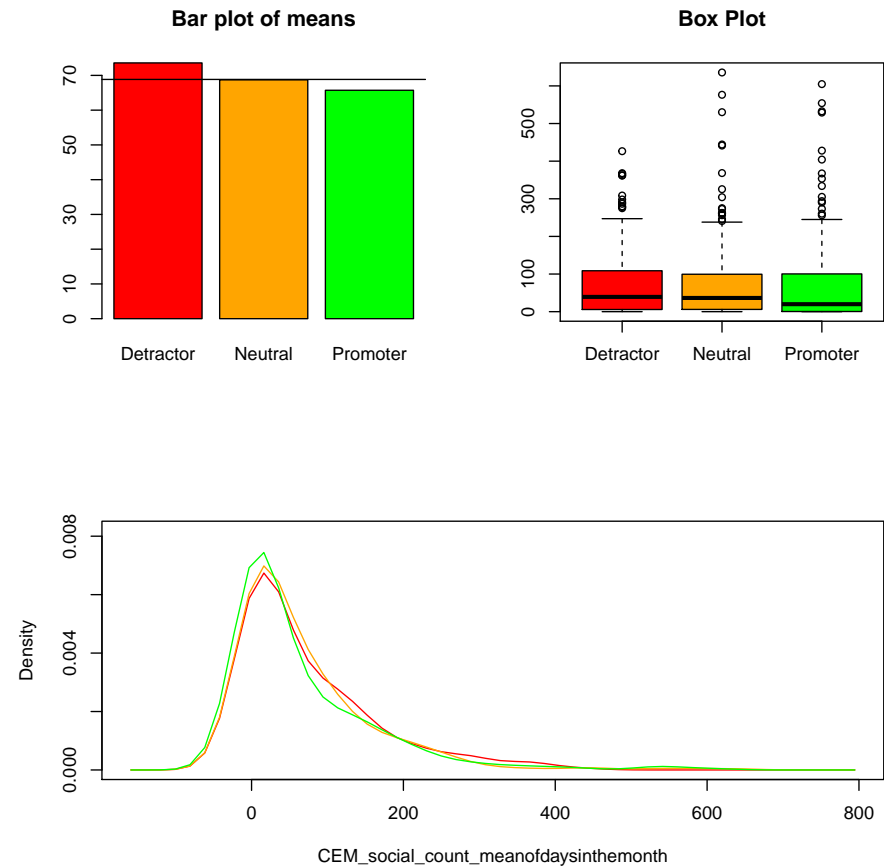 Bar plot of means
70
50
30
10
0
Detractor Neutral Promoter
Box Plot
500
300
100
0
Detractor Neutral Promoter
Density
0.008
0.004
0.000
0 200 400 600 800
CEM_social_count_meanofdaysinthemonth